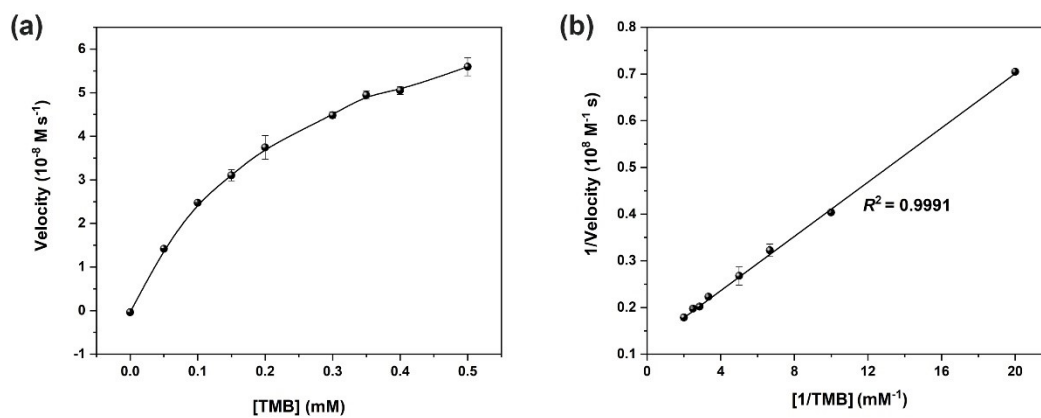 (a)
Velocity (10⁻⁸ M s⁻¹)
6
5
4
3
2
1
0
-1
0.0 0.1 0.2 0.3 0.4 0.5
[TMB] (mM)
(b)
1/Velocity (10⁸ M⁻¹ s)
0.8
0.7
0.6
0.5
0.4
0.3
0.2
0.1
R² = 0.9991
0 4 8 12 16 20
[1/TMB] (mM⁻¹)